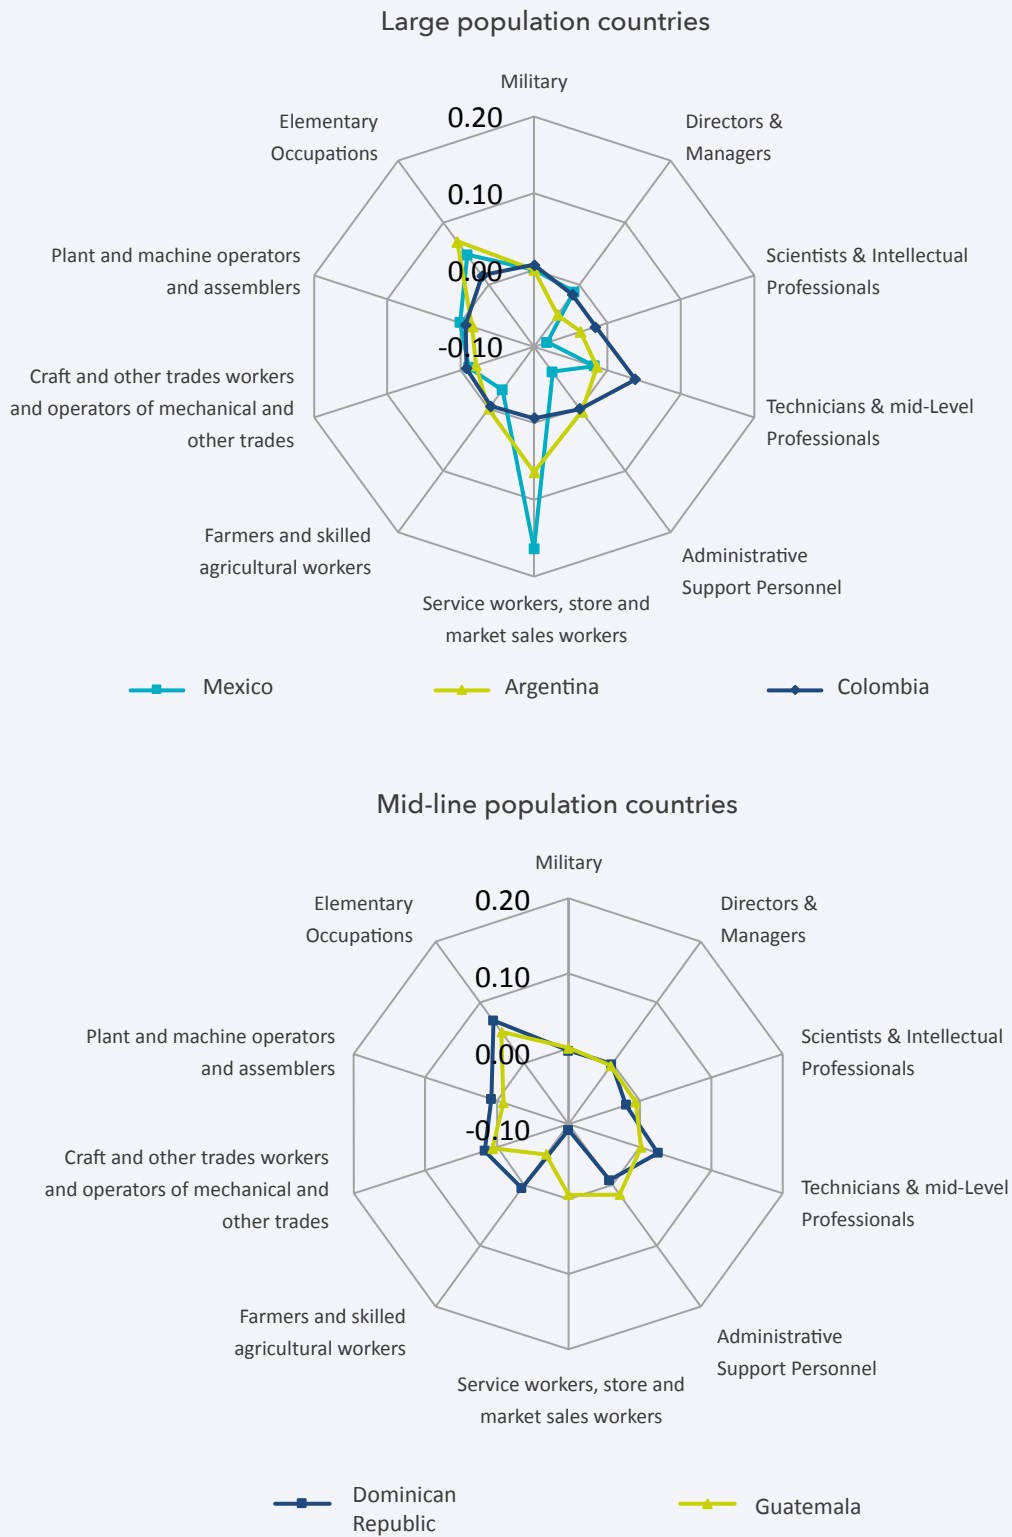 Large population countries
Military
0.20
Elementary
Occupations
Directors &
Managers
0.10
Plant and machine operators
and assemblers
0.00
Scientists & Intellectual
Professionals
-0.10
Craft and other trades workers
and operators of mechanical and
other trades
Technicians & mid-Level
Professionals
Farmers and skilled
agricultural workers
Administrative
Support Personnel
Service workers, store and
market sales workers
Mexico
Argentina
Colombia
Mid-line population countries
Military
0.20
Elementary
Occupations
Directors &
Managers
0.10
Plant and machine operators
and assemblers
0.00
Scientists & Intellectual
Professionals
-0.10
Craft and other trades workers
and operators of mechanical and
other trades
Technicians & mid-Level
Professionals
Farmers and skilled
agricultural workers
Administrative
Support Personnel
Service workers, store and
market sales workers
Dominican
Republic
Guatemala